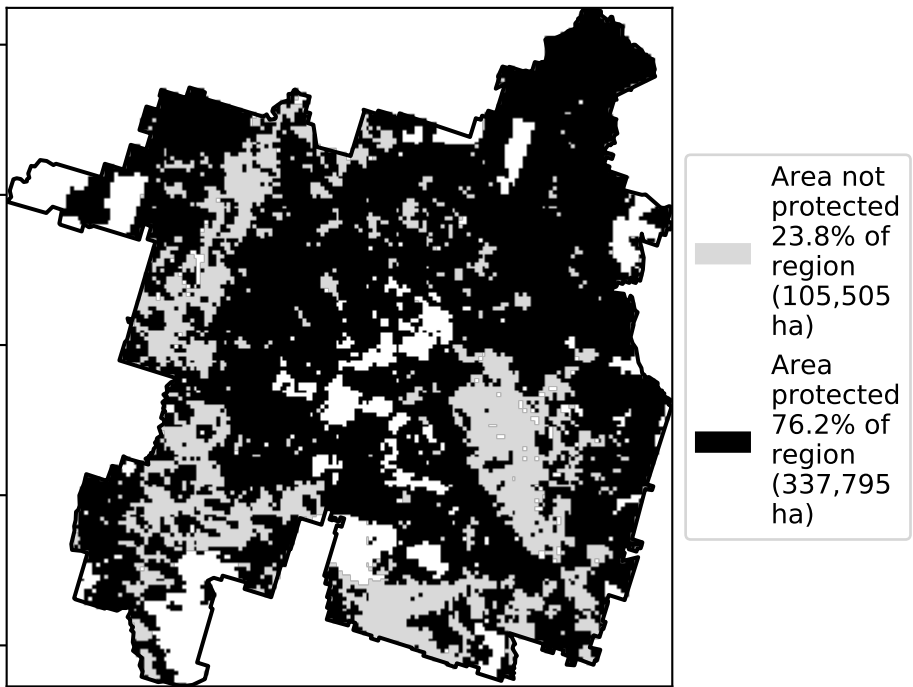 Area not
protected
23.8% of
region
(105,505
ha)
Area
protected
76.2% of
region
(337,795
ha)